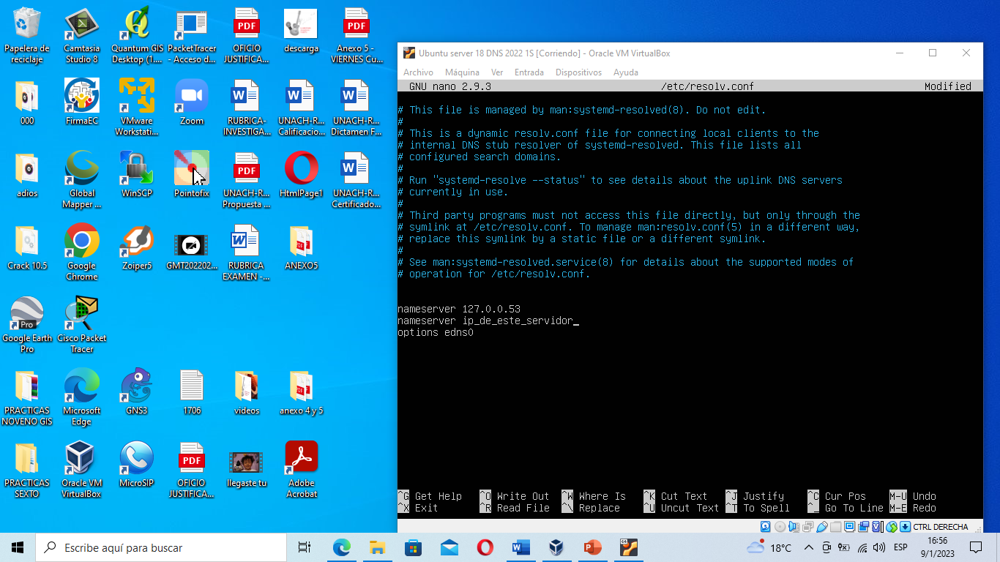 Papelera de
reciclaje
Camtasia
Studio 8
Quantum GIS
Desktop (1....
PacketTracer
- Acceso d...
PDF
OFICIO
JUSTIFICA...
descarga
PDF
Anexo 5 -
VIERNES Cu...
000
FirmaEC
VMware
Workstati...
Zoom
RUBRICA-
INVESTIGA...
UNACH-R...
Calificacio...
UNACH-R...
Dictamen F...
adios
Global
Mapper ...
WinSCP
Pointofix
PDF
UNACH-R...
Propuesta ...
HtmlPage1
UNACH-R...
Certificado...
Crack 10.5
Google
Chrome
Zoiper5
GMT202202...
RUBRICA
EXAMEN -...
ANEXO5
Pro
Google Earth
Pro
Cisco Packet
Tracer
PRACTICAS
NOVENO GIS
Microsoft
Edge
GNS3
1706
videos
anexo 4 y 5
PRACTICAS
SEXTO
Oracle VM
VirtualBox
MicroSIP
PDF
OFICIO
JUSTIFICA...
llegaste tu
Adobe
Acrobat
Ubuntu server 18 DNS 2022 1S [Corriendo] - Oracle VM VirtualBox
Archivo Máquina Ver Entrada Dispositivos Ayuda
GNU nano 2.9.3 /etc/resolv.conf Modified
# This file is managed by man:systemd-resolved(8). Do not edit.
#
# This is a dynamic resolv.conf file for connecting local clients to the
# internal DNS stub resolver of systemd-resolved. This file lists all
# configured search domains.
#
# Run "systemd-resolve --status" to see details about the uplink DNS servers
# currently in use.
#
# Third party programs must not access this file directly, but only through the
# symlink at /etc/resolv.conf. To manage man:resolv.conf(5) in a different way,
# replace this symlink by a static file or a different symlink.
#
# See man:systemd-resolved.service(8) for details about the supported modes of
# operation for /etc/resolv.conf.
nameserver 127.0.0.53
nameserver ip_de_este_servidor_
options edns0
^G Get Help ^O Write Out ^W Where Is ^K Cut Text ^J Justify ^C Cur Pos M-U Undo
^X Exit ^R Read File ^\ Replace ^U Uncut Text ^T To Spell ^_ Go To Line M-E Redo
CTRL DERECHA
Escribe aquí para buscar
18°C
ESP
16:56
9/1/2023